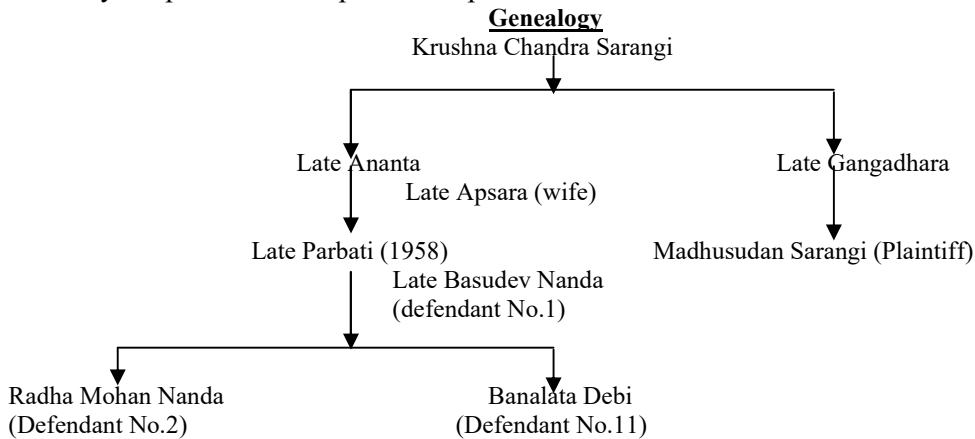 Genealogy
Krushna Chandra Sarangi
Late Ananta
Late Gangadhara
Late Apsara (wife)
Late Parbati (1958)
Madhusudan Sarangi (Plaintiff)
Late Basudev Nanda
(defendant No.1)
Radha Mohan Nanda
(Defendant No.2)
Banalata Debi
(Defendant No.11)